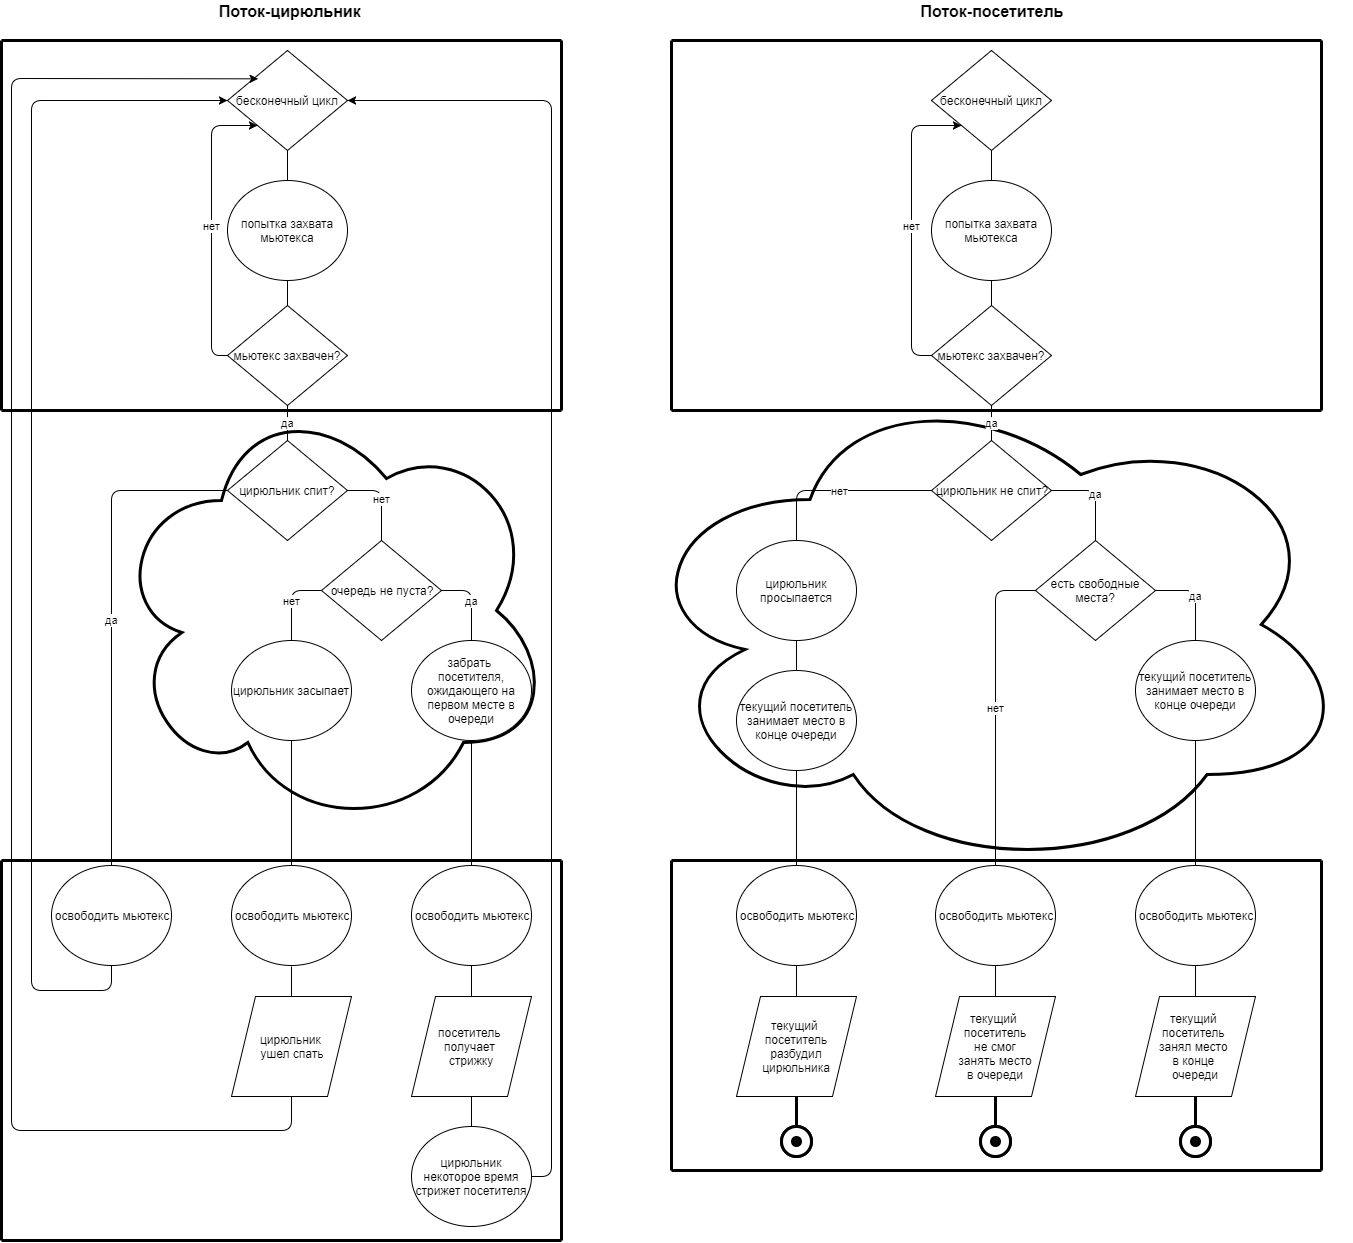 Поток-цирюльник
бесконечный цикл
попытка захвата
мьютекса
нет
мьютекс захвачен?
да
цирюльник спит?
нет
да
очередь не пуста?
нет
да
цирюльник засыпает
забрать
посетителя,
ожидающего на
первом месте в
очереди
освободить мьютекс
освободить мьютекс
освободить мьютекс
цирюльник
ушел спать
посетитель
получает
стрижку
цирюльник
некоторое время
стрижет посетителя
Поток-посетитель
бесконечный цикл
попытка захвата
мьютекса
нет
мьютекс захвачен?
да
цирюльник не спит?
нет
да
цирюльник
просыпается
есть свободные
места?
нет
да
текущий посетитель
занимает место в
конце очереди
текущий посетитель
занимает место в
конце очереди
освободить мьютекс
освободить мьютекс
освободить мьютекс
текущий
посетитель
разбудил
цирюльника
текущий
посетитель
не смог
занять место
в очереди
текущий
посетитель
занял место
в конце
очереди